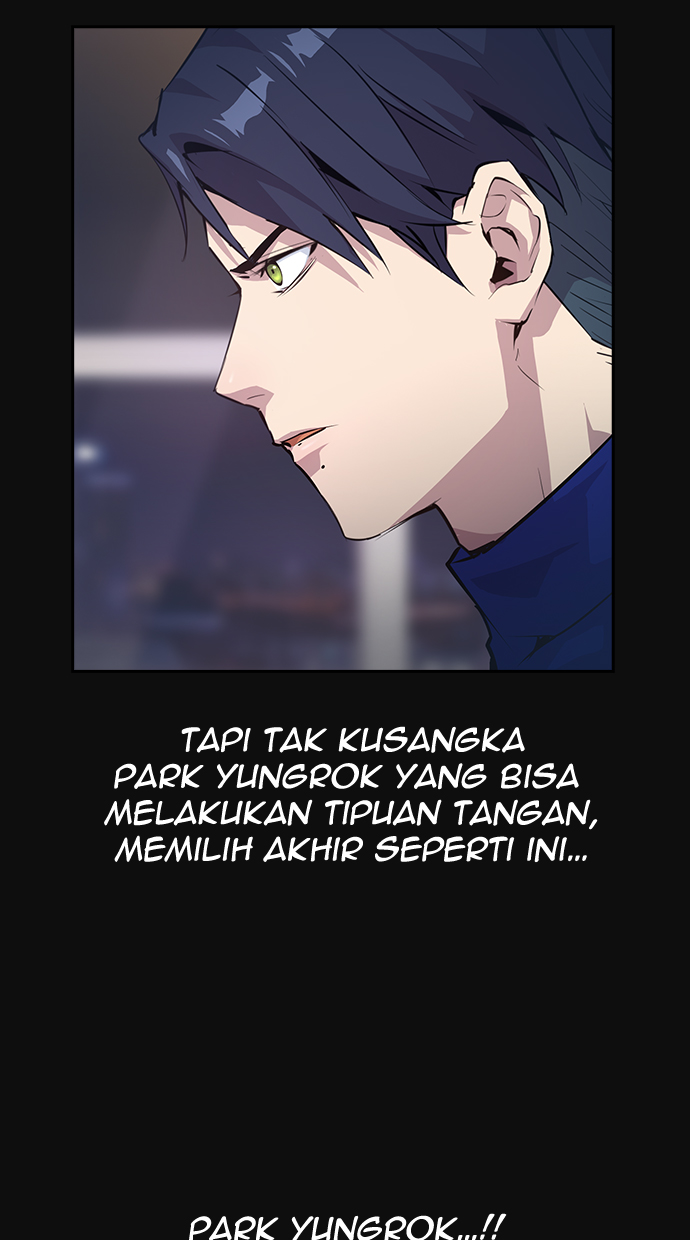 TAPI TAK KUSANGKA
PARK YUNGROK YANG BISA
MELAKUKAN TIPUAN TANGAN,
MEMILIH AKHIR SEPERTI INI...
PARK YUNGROK...!!